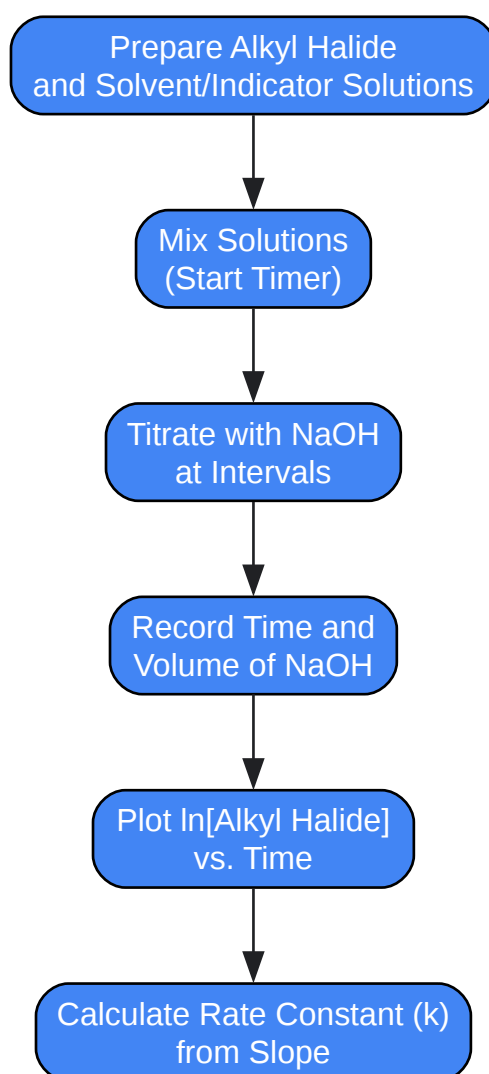 Prepare Alkyl Halide
and Solvent/Indicator Solutions
Mix Solutions
(Start Timer)
Titrate with NaOH
at Intervals
Record Time and
Volume of NaOH
Plot ln[Alkyl Halide]
vs. Time
Calculate Rate Constant (k)
from Slope